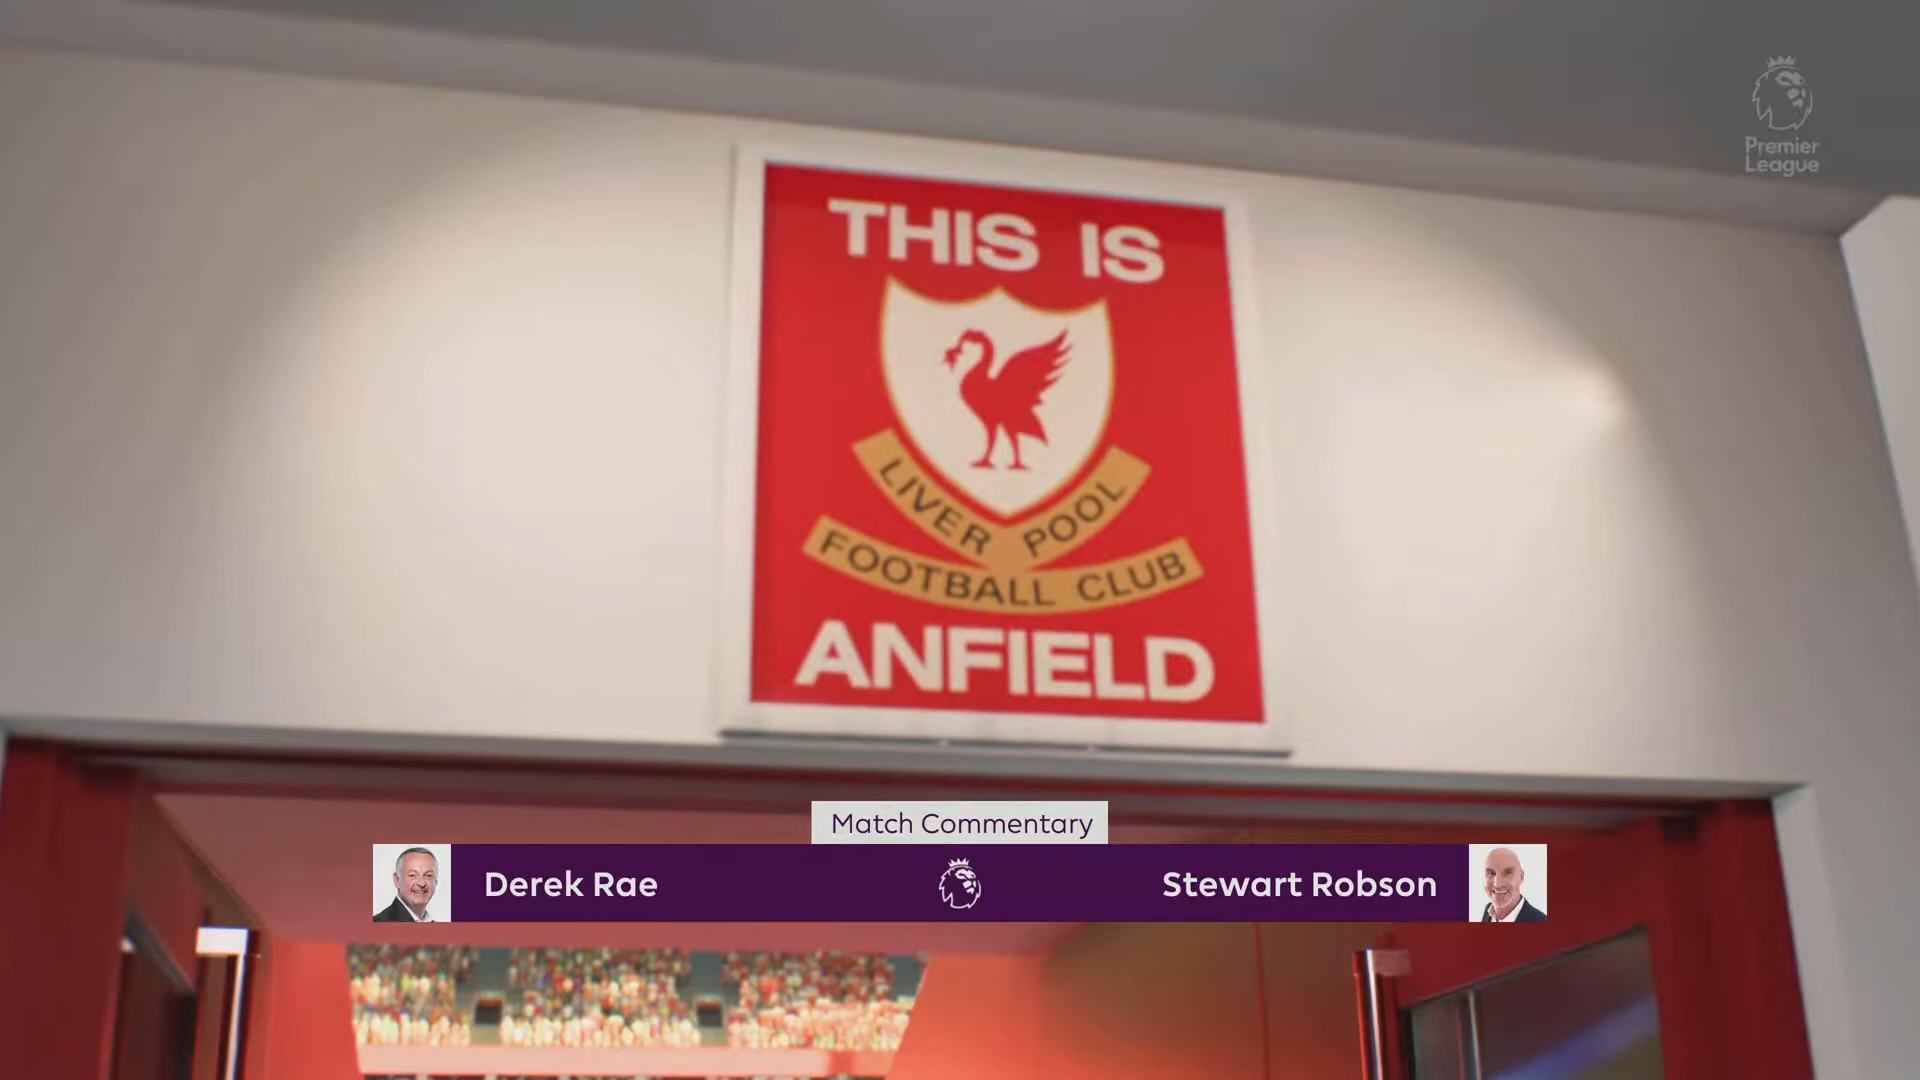 Premier
League
THIS IS
LIVER POOL
FOOTBALL CLUB
ANFIELD
Match Commentary
Derek Rae
Stewart Robson